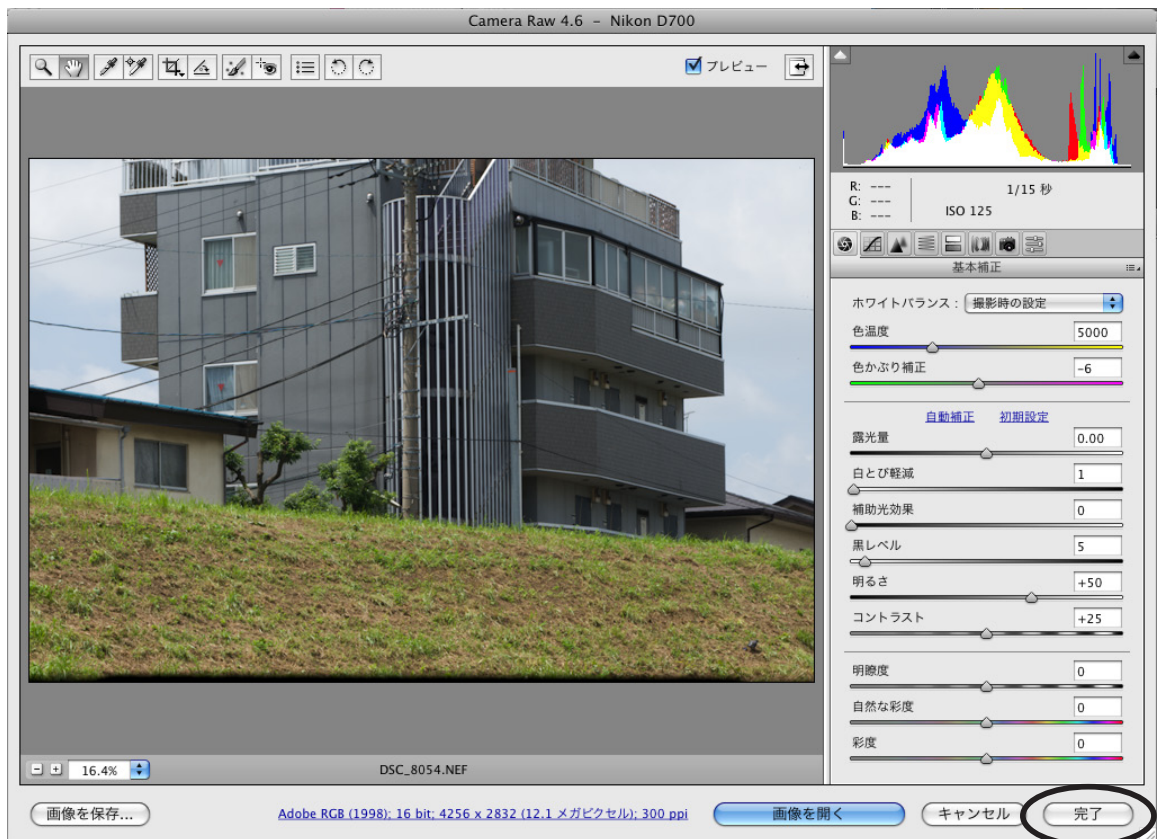 Camera Raw 4.6 – Nikon D700
プレビュー
R: ---
G: ---
B: ---
1/15 秒
ISO 125
基本補正
ホワイトバランス : 撮影時の設定
色温度 5000
色かぶり補正 -6
自動補正 初期設定
露光量 0.00
白とび軽減 1
補助光効果 0
黒レベル 5
明るさ +50
コントラスト +25
明瞭度 0
自然な彩度 0
彩度 0
16.4% DSC_8054.NEF
画像を保存... Adobe RGB (1998); 16 bit; 4256 x 2832 (12.1 メガピクセル); 300 ppi 画像を開く キャンセル 完了